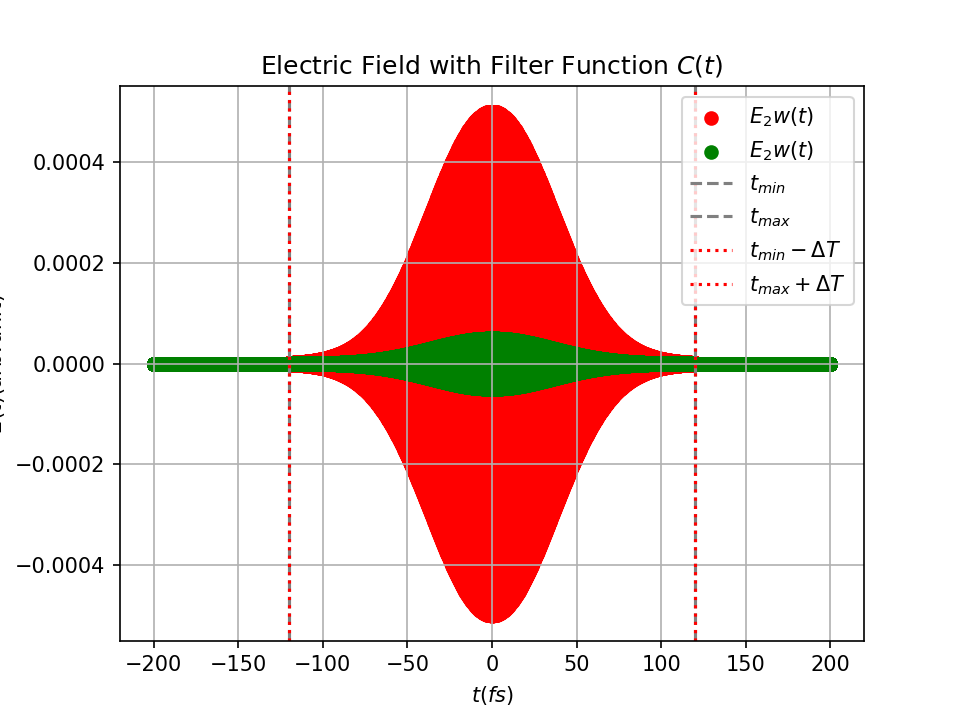 Electric Field with Filter Function C(t)
E₂w(t)
E₂w(t)
t_min
t_max
t_min − ΔT
t_max + ΔT
0.0004
0.0002
0.0000
−0.0002
−0.0004
−200 −150 −100 −50 0 50 100 150 200
t(fs)